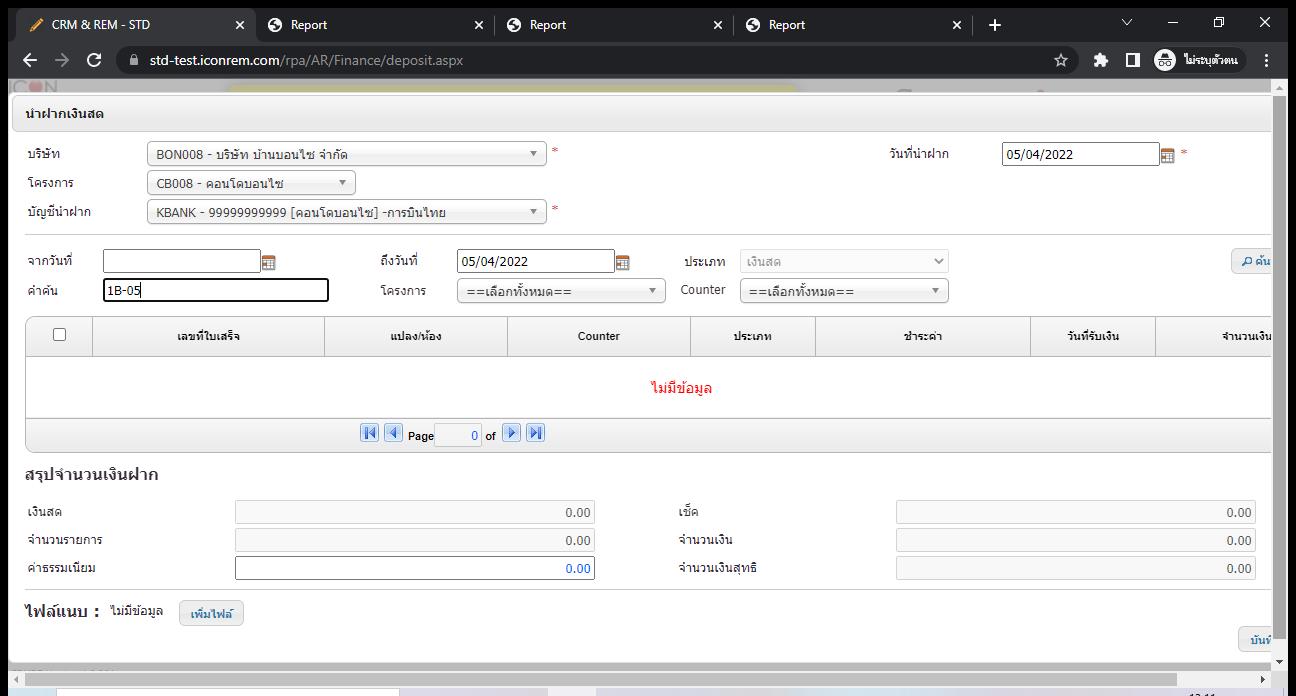 CRM & REM - STD
Report
Report
Report
std-test.iconrem.com/rpa/AR/Finance/deposit.aspx
ไม่ระบุตัวตน
ICON
นำฝากเงินสด
บริษัท BON008 - บริษัท บ้านบอนไซ จำกัด * วันที่นำฝาก 05/04/2022 *
โครงการ CB008 - คอนโดบอนไซ
บัญชีนำฝาก KBANK - 99999999999 [คอนโดบอนไซ] -การบินไทย *
จากวันที่ ถึงวันที่ 05/04/2022 ประเภท เงินสด ค้น
คำค้น 1B-05 โครงการ ==เลือกทั้งหมด== Counter ==เลือกทั้งหมด==
เลขที่ใบเสร็จ แปลง/ห้อง Counter ประเภท ชำระค่า วันที่รับเงิน จำนวนเงิน
ไม่มีข้อมูล
Page 0 of
สรุปจำนวนเงินฝาก
เงินสด 0.00 เช็ค 0.00
จำนวนรายการ 0.00 จำนวนเงิน 0.00
ค่าธรรมเนียม 0.00 จำนวนเงินสุทธิ 0.00
ไฟล์แนบ : ไม่มีข้อมูล เพิ่มไฟล์